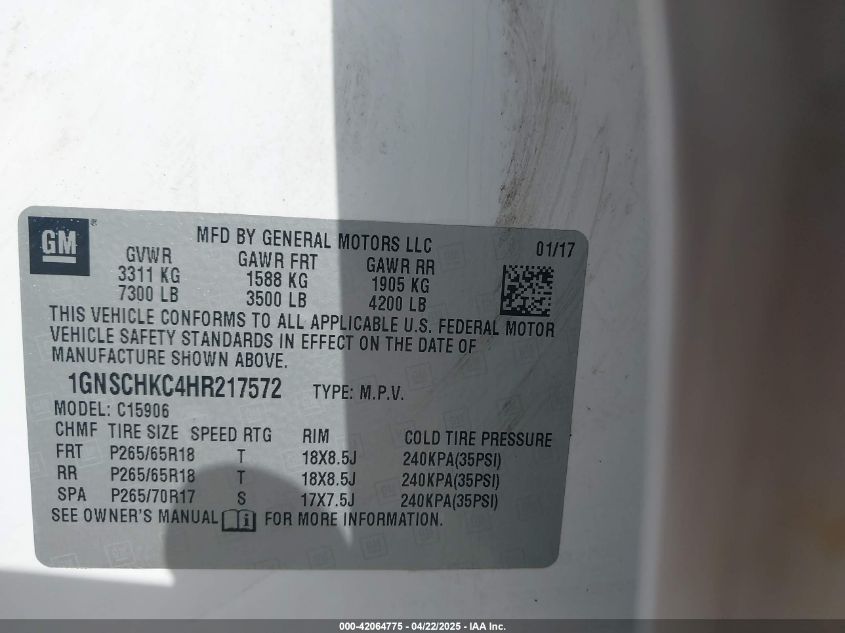 GM ®
MFD BY GENERAL MOTORS LLC 01/17
GVWR GAWR FRT GAWR RR
3311 KG 1588 KG 1905 KG
7300 LB 3500 LB 4200 LB
THIS VEHICLE CONFORMS TO ALL APPLICABLE U.S. FEDERAL MOTOR
VEHICLE SAFETY STANDARDS IN EFFECT ON THE DATE OF
MANUFACTURE SHOWN ABOVE.
1GNSCHKC4HR217572 TYPE: M.P.V.
MODEL: C15906
CHMF TIRE SIZE SPEED RTG RIM COLD TIRE PRESSURE
FRT P265/65R18 T 18X8.5J 240KPA(35PSI)
RR P265/65R18 T 18X8.5J 240KPA(35PSI)
SPA P265/70R17 S 17X7.5J 240KPA(35PSI)
SEE OWNER'S MANUAL i FOR MORE INFORMATION.
000-42064775 - 04/22/2025 - IAA Inc.